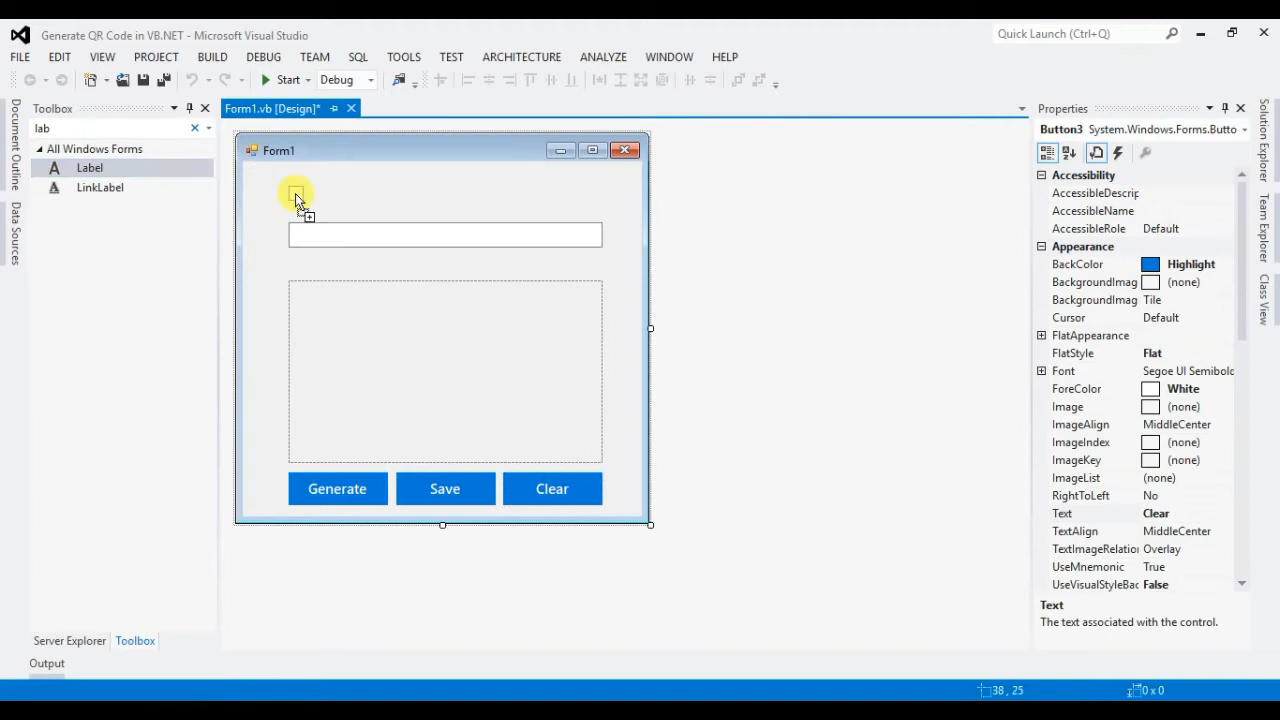 Generate QR Code in VB.NET - Microsoft Visual Studio
Quick Launch (Ctrl+Q)
FILE EDIT VIEW PROJECT BUILD DEBUG TEAM SQL TOOLS TEST ARCHITECTURE ANALYZE WINDOW HELP
Start Debug
Document Outline
Data Sources
Toolbox
lab
All Windows Forms
A Label
A LinkLabel
Server Explorer Toolbox
Output
Form1.vb [Design]*
Form1
Generate Save Clear
Properties
Button3 System.Windows.Forms.Butto
Accessibility
AccessibleDescrip
AccessibleName
AccessibleRole Default
Appearance
BackColor Highlight
BackgroundImag (none)
BackgroundImag Tile
Cursor Default
FlatAppearance
FlatStyle Flat
Font Segoe UI Semibolc
ForeColor White
Image (none)
ImageAlign MiddleCenter
ImageIndex (none)
ImageKey (none)
ImageList (none)
RightToLeft No
Text Clear
TextAlign MiddleCenter
TextImageRelatio Overlay
UseMnemonic True
UseVisualStyleBac False
Text
The text associated with the control.
Solution Explorer
Team Explorer
Class View
38 , 25
0 x 0